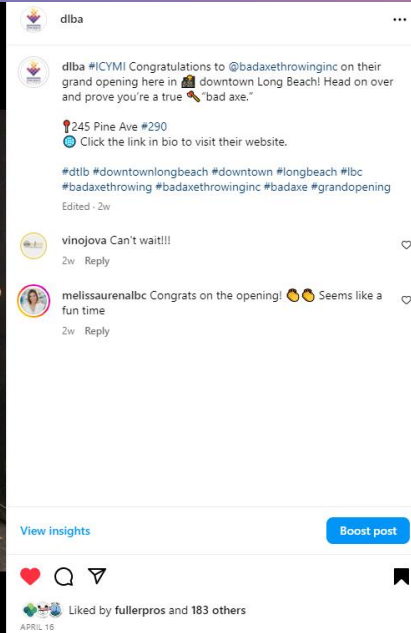 dlba
dlba #ICYMI Congratulations to @badaxethrowinginc on their
grand opening here in 🌇 downtown Long Beach! Head on over
and prove you're a true 🪓"bad axe."
📍245 Pine Ave #290
🌐 Click the link in bio to visit their website.
#dtlb #downtownlongbeach #downtown #longbeach #lbc
#badaxethrowing #badaxethrowinginc #badaxe #grandopening
Edited · 2w
vinojova Can't wait!!!
2w Reply
melissaurenalbc Congrats on the opening! 👏👏 Seems like a
fun time
2w Reply
View insights
Boost post
Liked by fullerpros and 183 others
APRIL 16